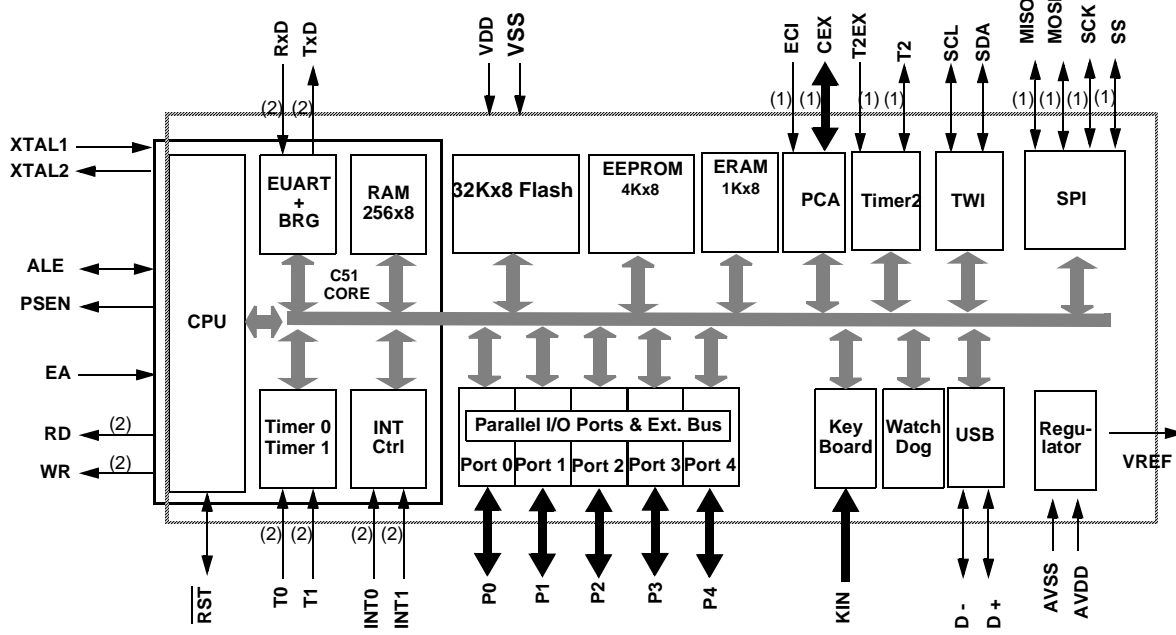 RxD TxD VDD VSS ECI CEX T2EX T2 SCL SDA MISO MOSI SCK SS
(2) (2) (1) (1) (1) (1) (1) (1) (1) (1)
XTAL1
XTAL2
ALE
PSEN
EA
RD (2)
WR (2)
CPU
EUART
+
BRG
RAM
256x8
C51
CORE
32Kx8 Flash
EEPROM
4Kx8
ERAM
1Kx8
PCA
Timer2
TWI
SPI
Timer 0
Timer 1
INT
Ctrl
Parallel I/O Ports & Ext. Bus
Port 0 Port 1 Port 2 Port 3 Port 4
Key
Board
Watch
Dog
USB
Regu-
lator
VREF
(2) (2) (2) (2)
RST T0 T1 INT0 INT1 P0 P1 P2 P3 P4 KIN D - D + AVSS AVDD